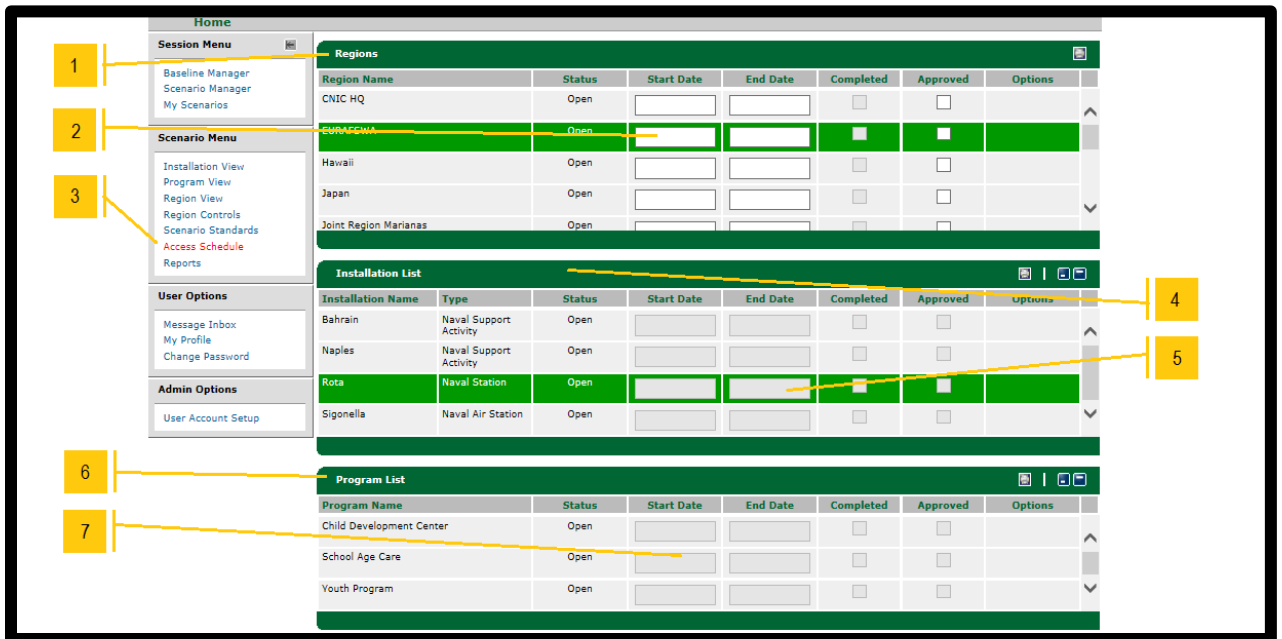 Home
Session Menu
Baseline Manager
Scenario Manager
My Scenarios
Scenario Menu
Installation View
Program View
Region View
Region Controls
Scenario Standards
Access Schedule
Reports
User Options
Message Inbox
My Profile
Change Password
Admin Options
User Account Setup
1
2
3
6
7
Regions
Region Name Status Start Date End Date Completed Approved Options
CNIC HQ Open
EURAFSWA Open
Hawaii Open
Japan Open
Joint Region Marianas Open
Installation List
Installation Name Type Status Start Date End Date Completed Approved Options
Bahrain Naval Support Open
Activity
Naples Naval Support Open
Activity
Rota Naval Station Open
Sigonella Naval Air Station Open
4
5
Program List
Program Name Status Start Date End Date Completed Approved Options
Child Development Center Open
School Age Care Open
Youth Program Open